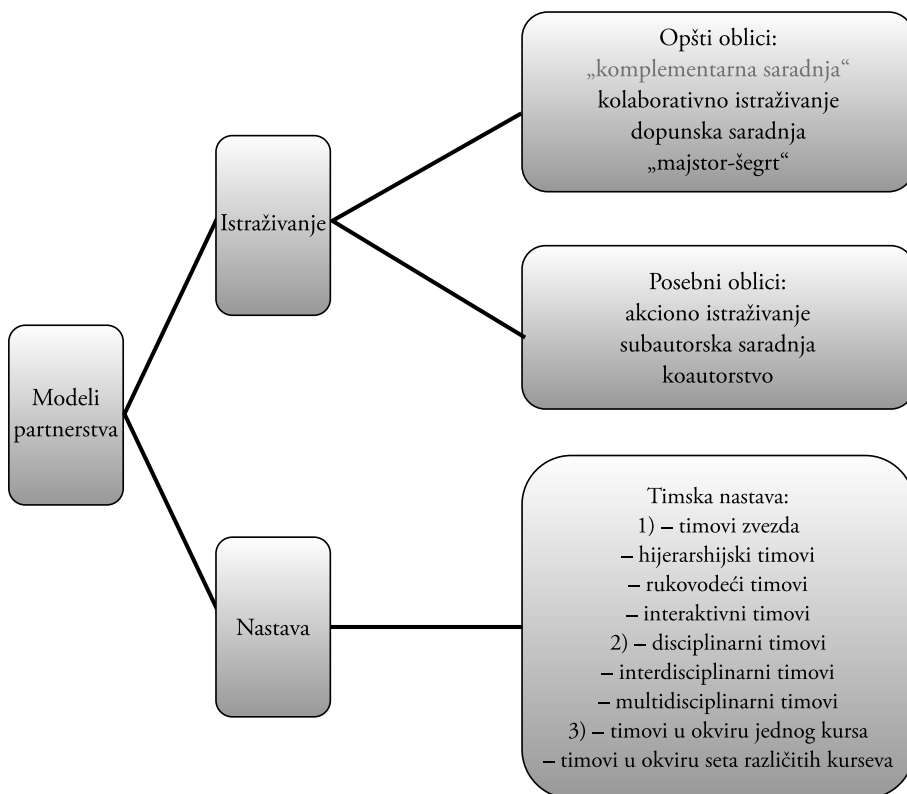 Modeli
partnerstva
Istraživanje
Opšti oblici:
„komplementarna saradnja“
kolaborativno istraživanje
dopunska saradnja
„majstor-šegrt“
Posebni oblici:
akciono istraživanje
subautorska saradnja
koautorstvo
Nastava
Timska nastava:
1) – timovi zvezda
– hijerarshijski timovi
– rukovodeći timovi
– interaktivni timovi
2) – disciplinarni timovi
– interdisciplinarni timovi
– multidisciplinarni timovi
3) – timovi u okviru jednog kursa
– timovi u okviru seta različitih kurseva